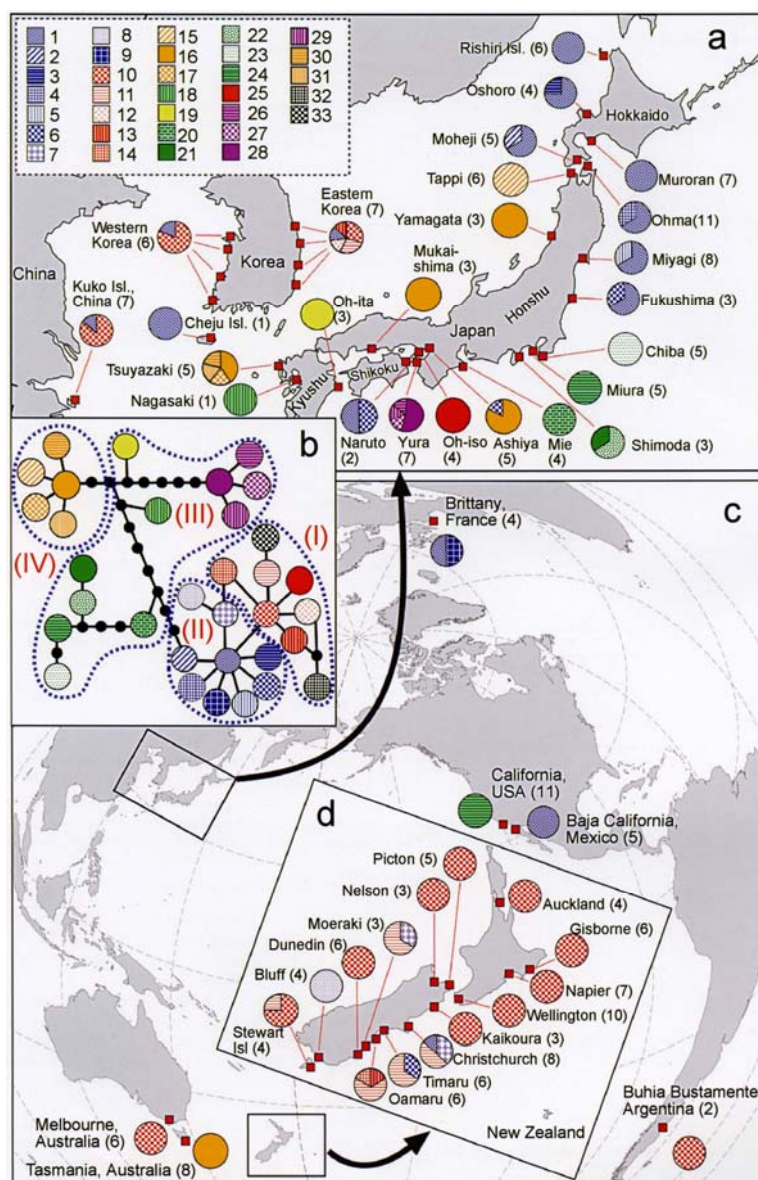 a
1
2
3
4
5
6
7
8
9
10
11
12
13
14
15
16
17
18
19
20
21
22
23
24
25
26
27
28
29
30
31
32
33
Rishiri Isl. (6)
Oshoro (4)
Hokkaido
Moheji (5)
Tappi (6)
Muroran (7)
Yamagata (3)
Ohma(11)
Miyagi (8)
Fukushima (3)
Western
Korea (6)
Eastern
Korea (7)
Korea
China
Kuko Isl.,
China (7)
Mukai-
shima (3)
Oh-ita
(3)
Honshu
Japan
Cheju Isl. (1)
Chiba (5)
Tsuyazaki (5)
Shikoku
Kyushu
Nagasaki (1)
Miura (5)
Naruto
(2)
Yura
(7)
Oh-iso
(4)
Ashiya
(5)
Mie
(4)
Shimoda (3)
b
(III)
(I)
(IV)
(II)
c
Brittany,
France (4)
California,
USA (11)
Baja California,
Mexico (5)
d
Picton (5)
Nelson (3)
Auckland (4)
Moeraki (3)
Gisborne (6)
Dunedin (6)
Bluff (4)
Napier (7)
Wellington (10)
Stewart
Isl (4)
Kaikoura (3)
Christchurch (8)
Timaru (6)
Oamaru (6)
New Zealand
Buhia Bustamente,
Argentina (2)
Melbourne,
Australia (6)
Tasmania, Australia (8)